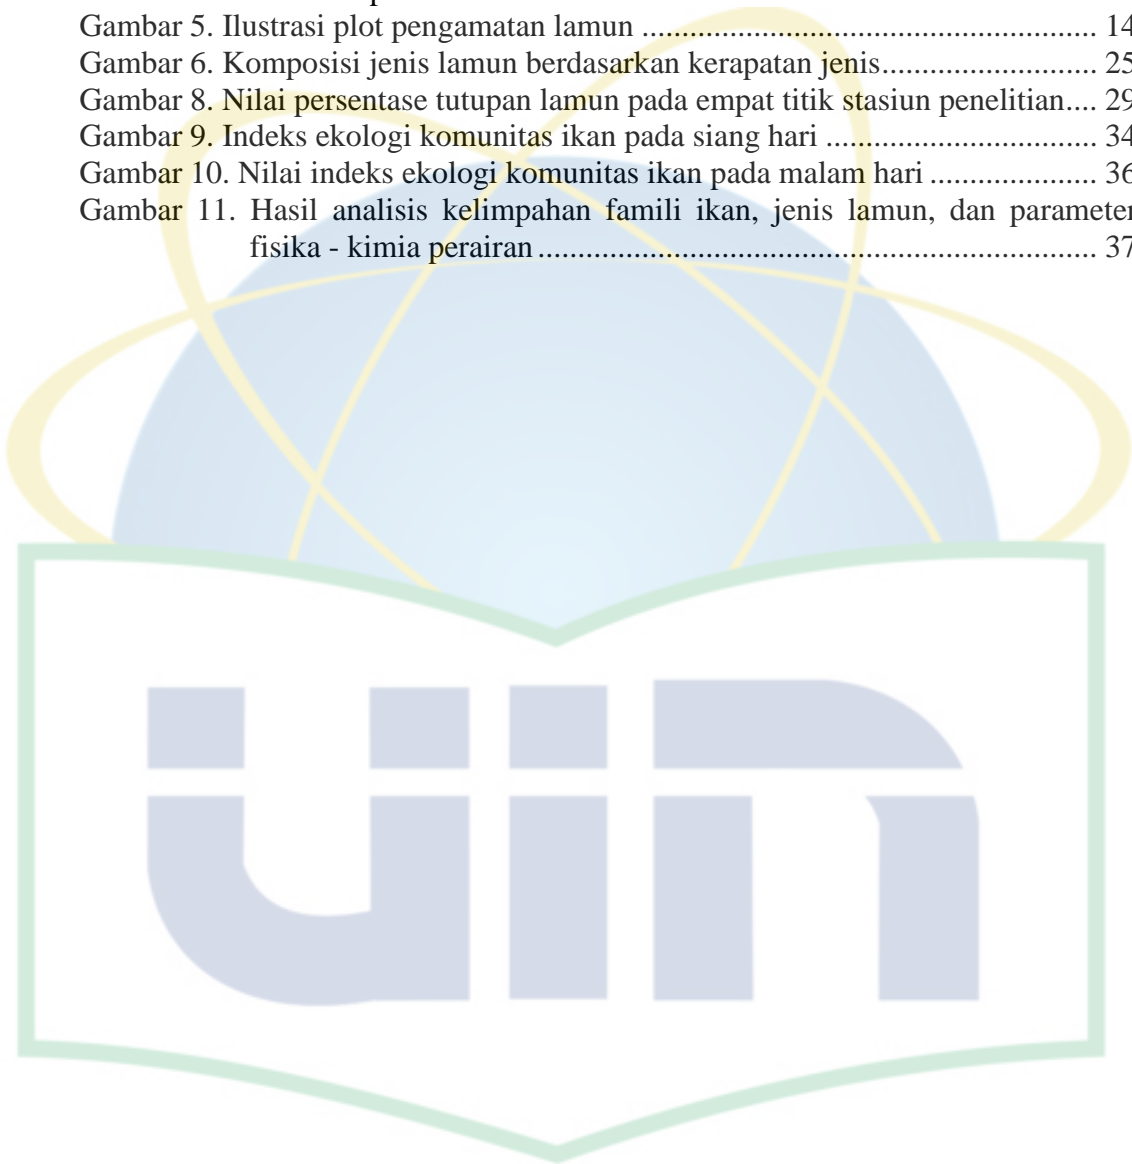 Gambar 5. Ilustrasi plot pengamatan lamun ......................................................... 14
Gambar 6. Komposisi jenis lamun berdasarkan kerapatan jenis........................... 25
Gambar 8. Nilai persentase tutupan lamun pada empat titik stasiun penelitian.... 29
Gambar 9. Indeks ekologi komunitas ikan pada siang hari .................................. 34
Gambar 10. Nilai indeks ekologi komunitas ikan pada malam hari ..................... 36
Gambar 11. Hasil analisis kelimpahan famili ikan, jenis lamun, dan parameter
fisika - kimia perairan ...................................................................... 37
uin